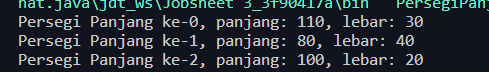 hat.java\jdt_ws\Jobsheet 3_3f90417a\bin'
Persegi Panjang ke-0, panjang: 110, lebar: 30
Persegi Panjang ke-1, panjang: 80, lebar: 40
Persegi Panjang ke-2, panjang: 100, lebar: 20